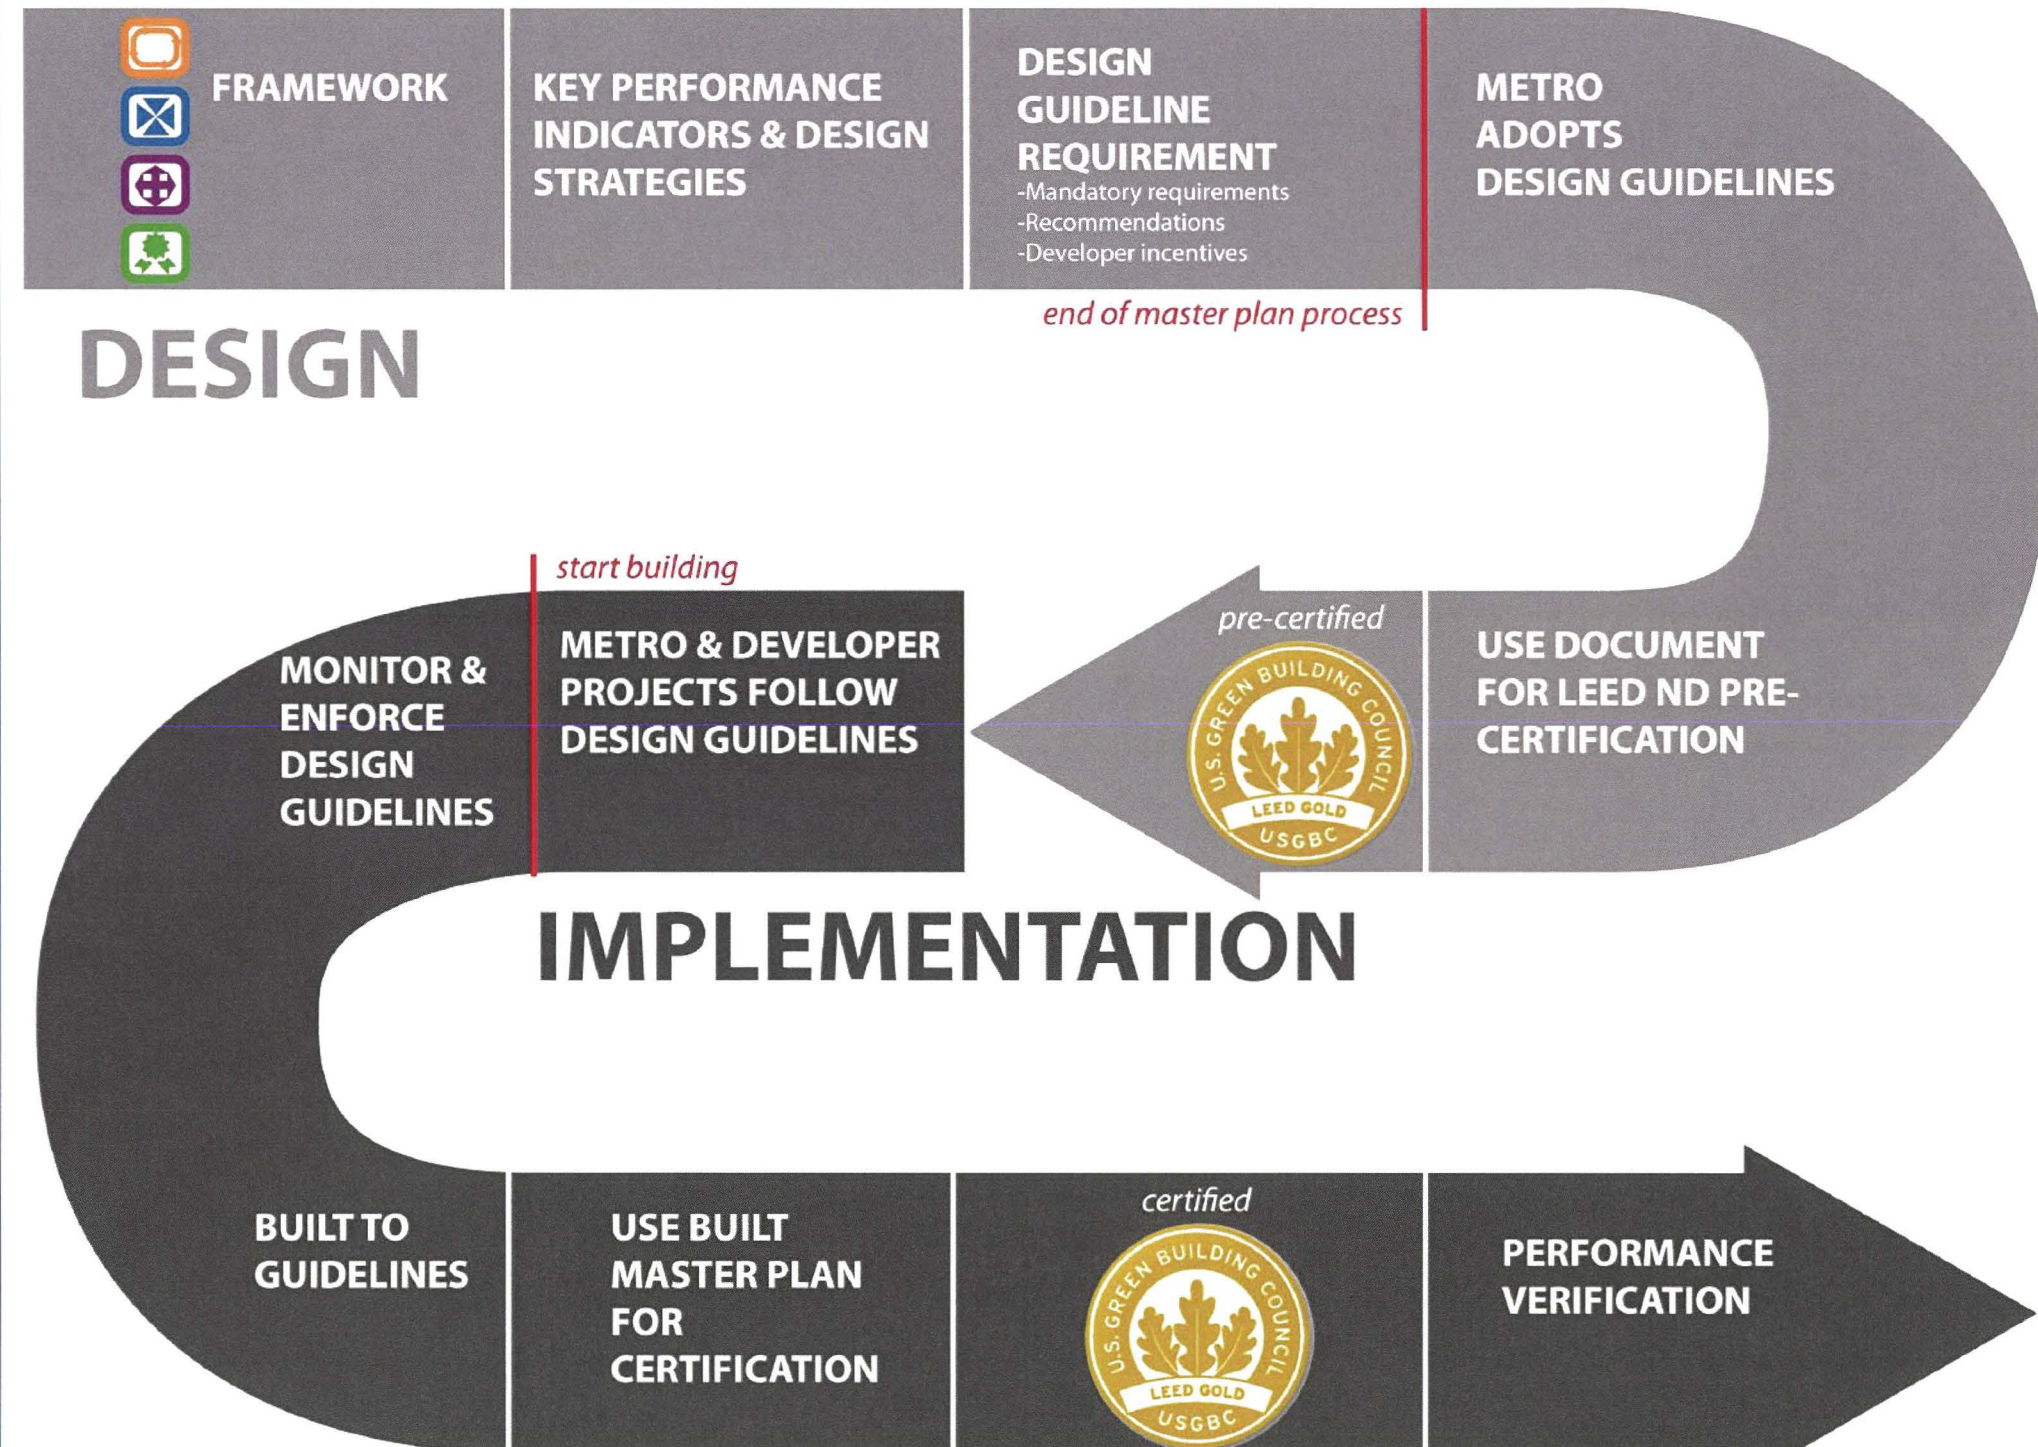 FRAMEWORK
KEY PERFORMANCE
INDICATORS & DESIGN
STRATEGIES
DESIGN
GUIDELINE
REQUIREMENT
-Mandatory requirements
-Recommendations
-Developer incentives
METRO
ADOPTS
DESIGN GUIDELINES
end of master plan process
DESIGN
USE DOCUMENT
FOR LEED ND PRE-
CERTIFICATION
pre-certified
U.S. GREEN BUILDING COUNCIL
LEED GOLD
USGBC
start building
METRO & DEVELOPER
PROJECTS FOLLOW
DESIGN GUIDELINES
MONITOR &
ENFORCE
DESIGN
GUIDELINES
IMPLEMENTATION
BUILT TO
GUIDELINES
USE BUILT
MASTER PLAN
FOR
CERTIFICATION
certified
U.S. GREEN BUILDING COUNCIL
LEED GOLD
USGBC
PERFORMANCE
VERIFICATION